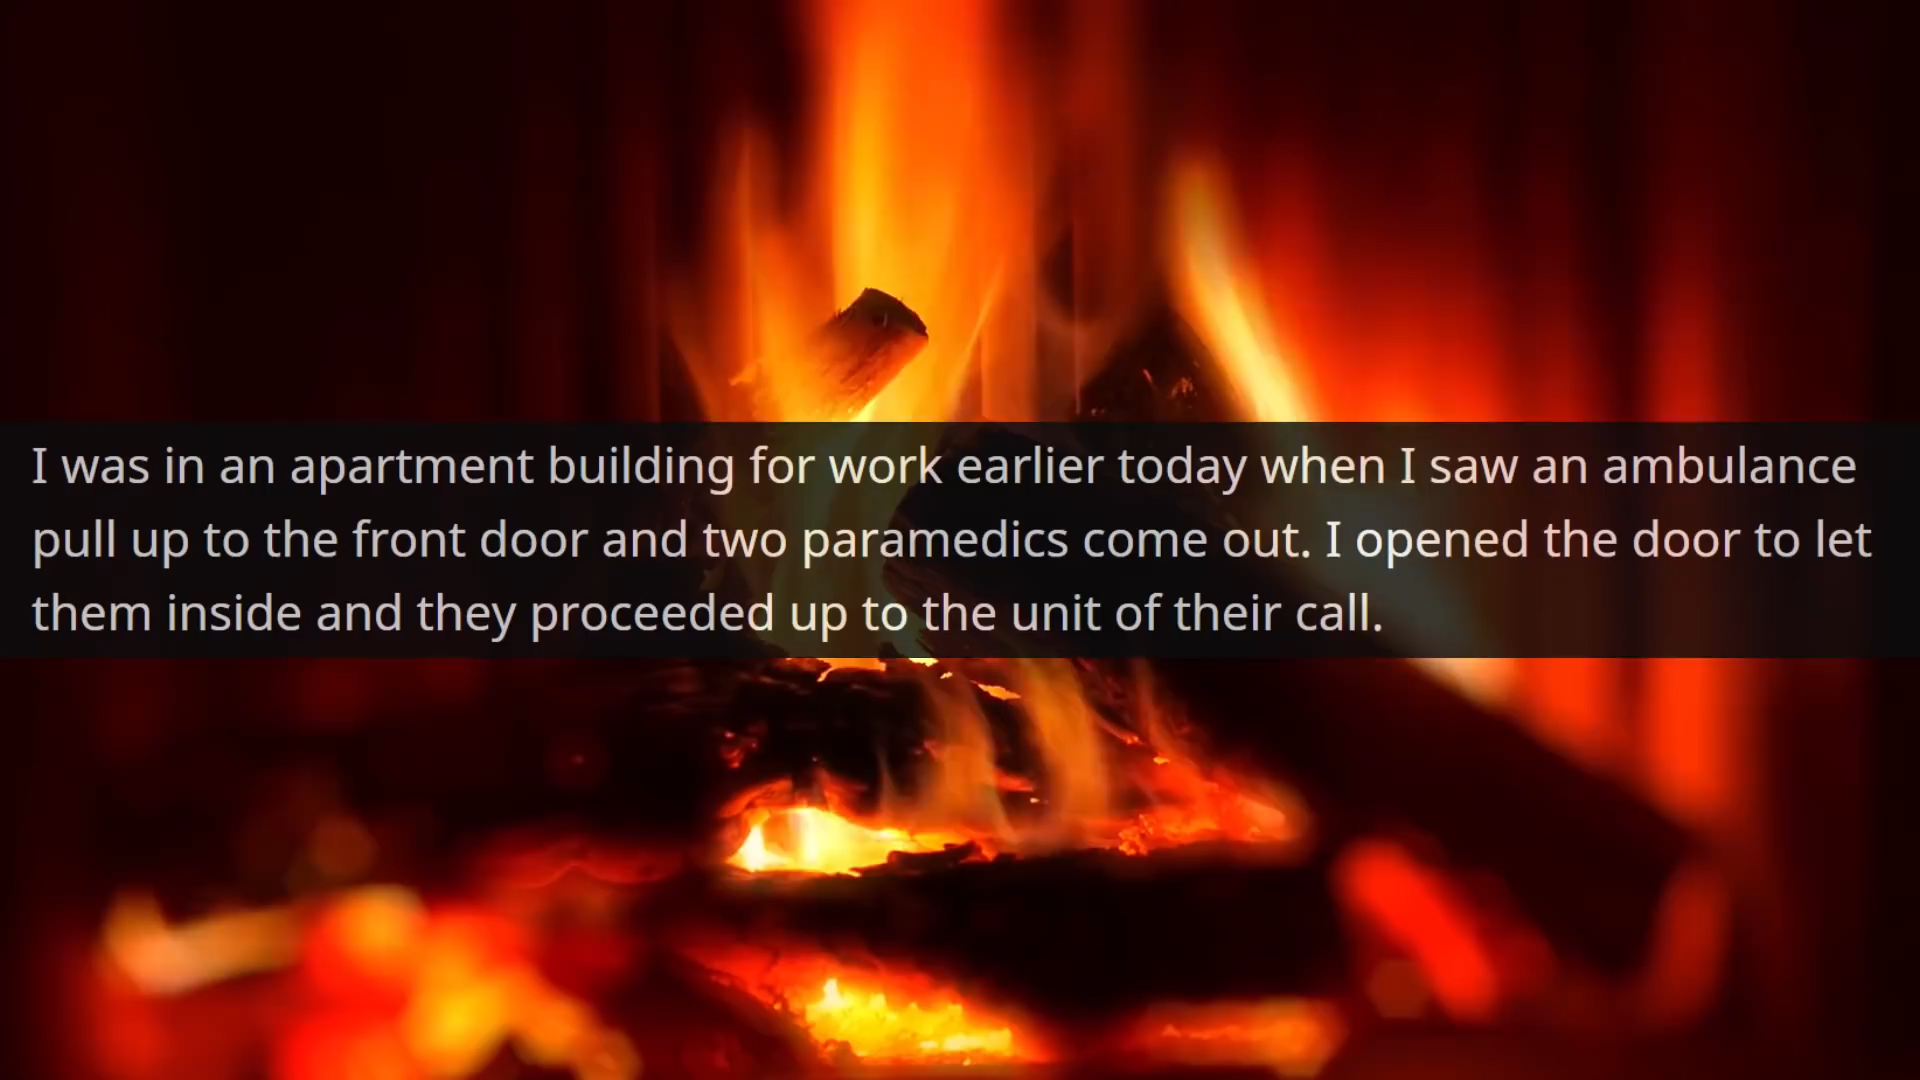 I was in an apartment building for work earlier today when I saw an ambulance
pull up to the front door and two paramedics come out. I opened the door to let
them inside and they proceeded up to the unit of their call.